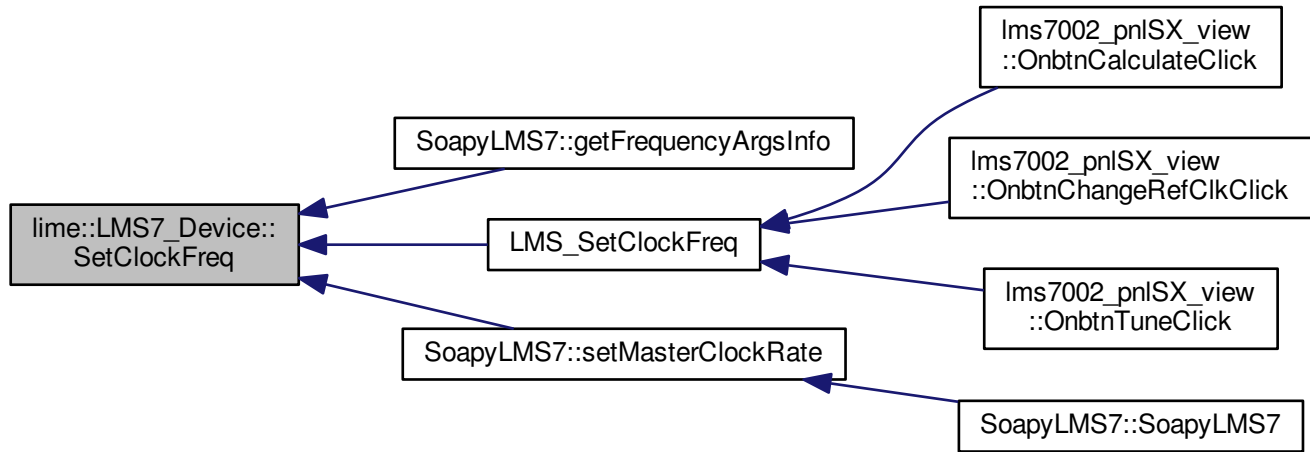 lime::LMS7_Device::
SetClockFreq
SoapyLMS7::getFrequencyArgsInfo
LMS_SetClockFreq
SoapyLMS7::setMasterClockRate
lms7002_pnlSX_view
::OnbtnCalculateClick
lms7002_pnlSX_view
::OnbtnChangeRefClkClick
lms7002_pnlSX_view
::OnbtnTuneClick
SoapyLMS7::SoapyLMS7